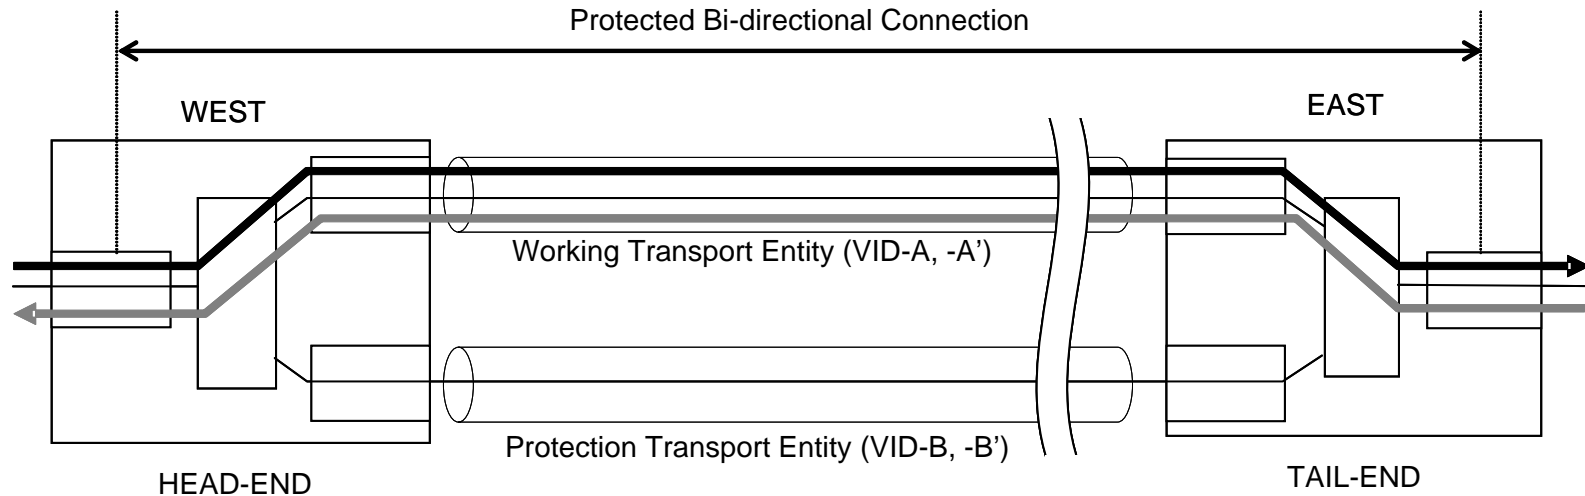 Protected Bi-directional Connection
WEST
EAST
Working Transport Entity (VID-A, -A’)
Protection Transport Entity (VID-B, -B’)
HEAD-END
TAIL-END